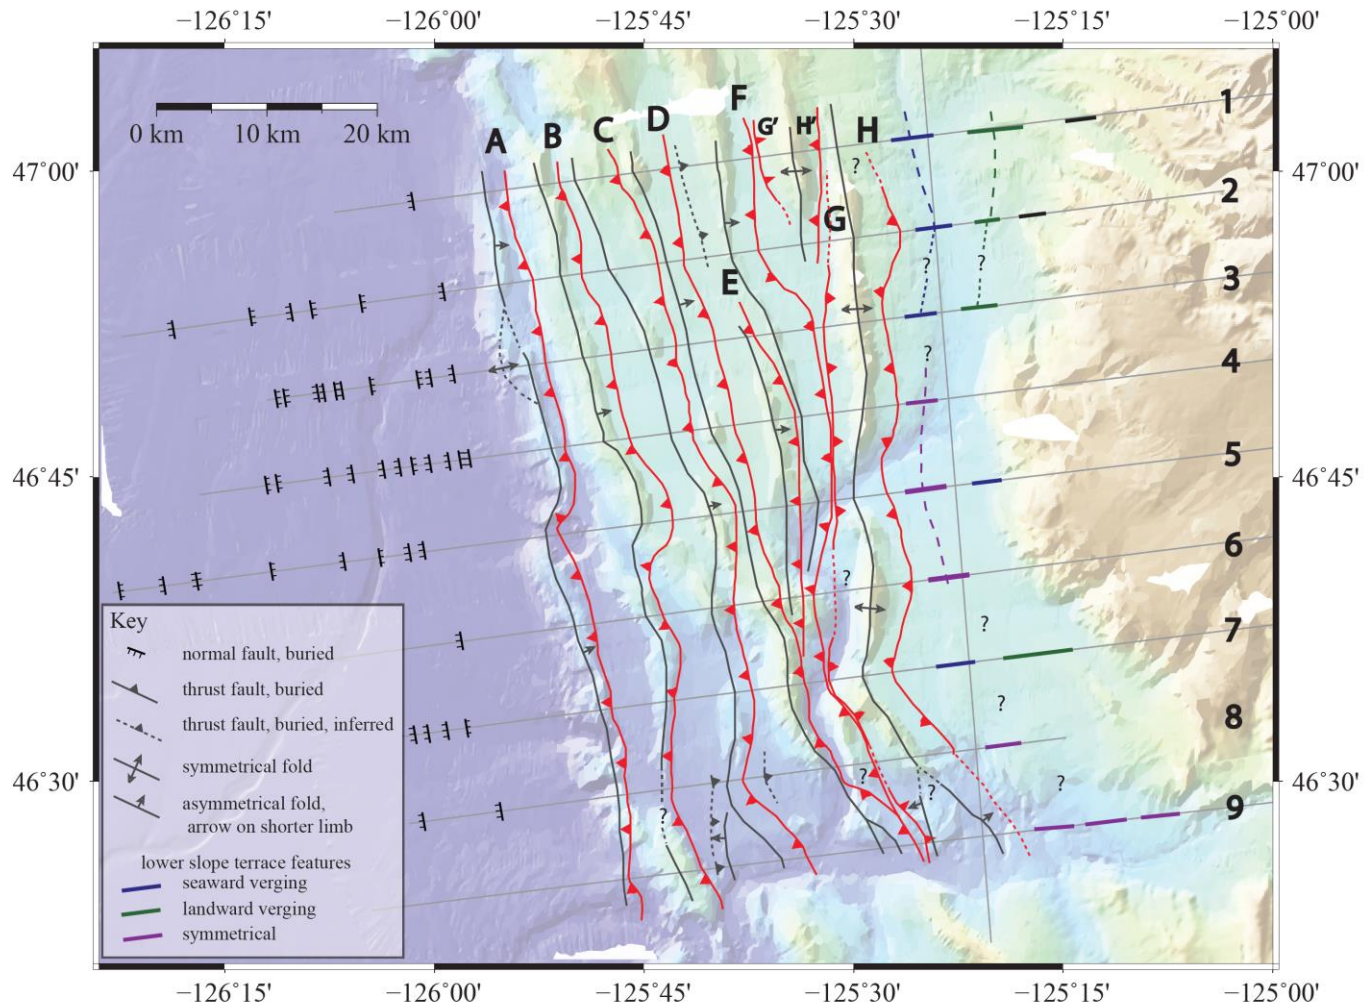 −126°15' −126°00' −125°45' −125°30' −125°15' −125°00'
0 km 10 km 20 km
A B C D F G' H' H 1
47°00' 47°00'
? 2
G
? ? 3
E
? 4
5
46°45' 46°45'
6
?
? 7
? 8
46°30' 46°30'
? ? ?
? 9
Key
normal fault, buried
thrust fault, buried
thrust fault, buried, inferred
symmetrical fold
asymmetrical fold,
arrow on shorter limb
lower slope terrace features
seaward verging
landward verging
symmetrical
−126°15' −126°00' −125°45' −125°30' −125°15' −125°00'